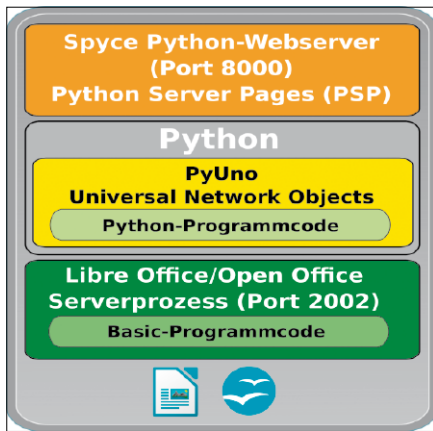 Spyce Python-Webserver
(Port 8000)
Python Server Pages (PSP)
Python
PyUno
Universal Network Objects
Python-Programmcode
Libre Office/Open Office
Serverprozess (Port 2002)
Basic-Programmcode